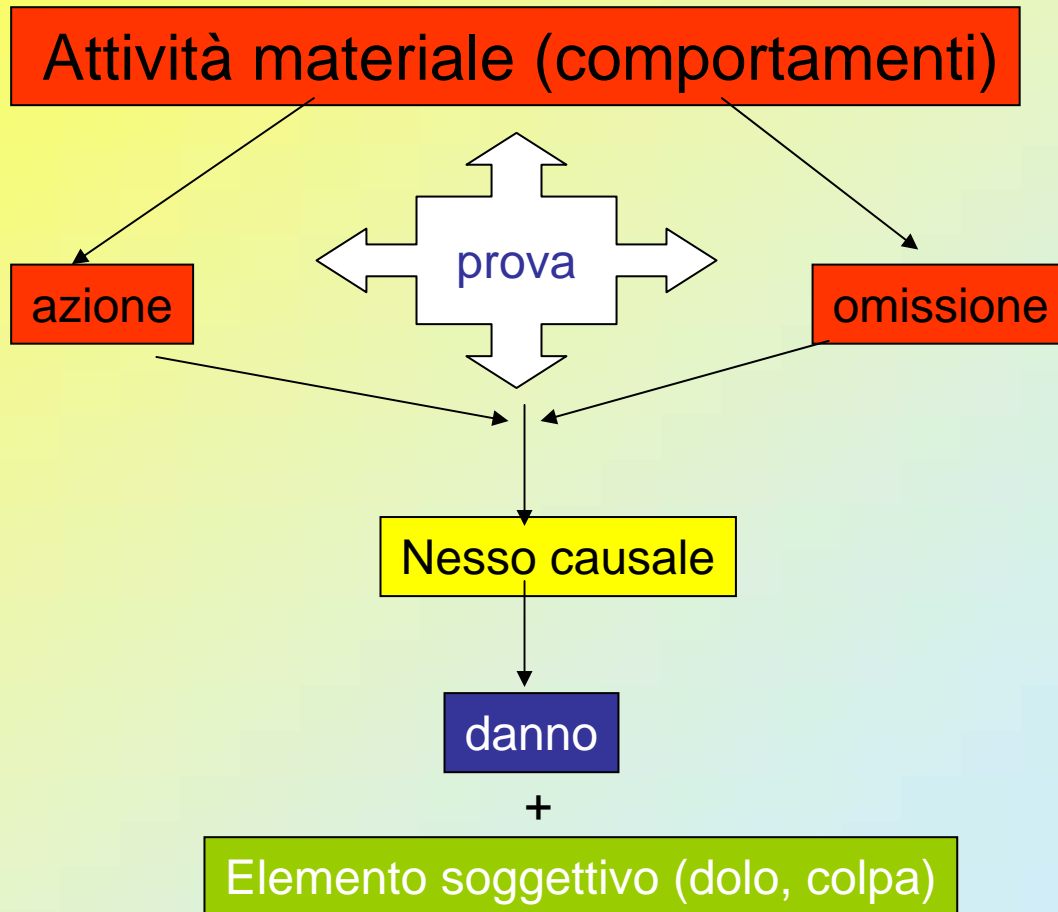 Attività materiale (comportamenti)
prova
azione
omissione
Nesso causale
danno
+
Elemento soggettivo (dolo, colpa)